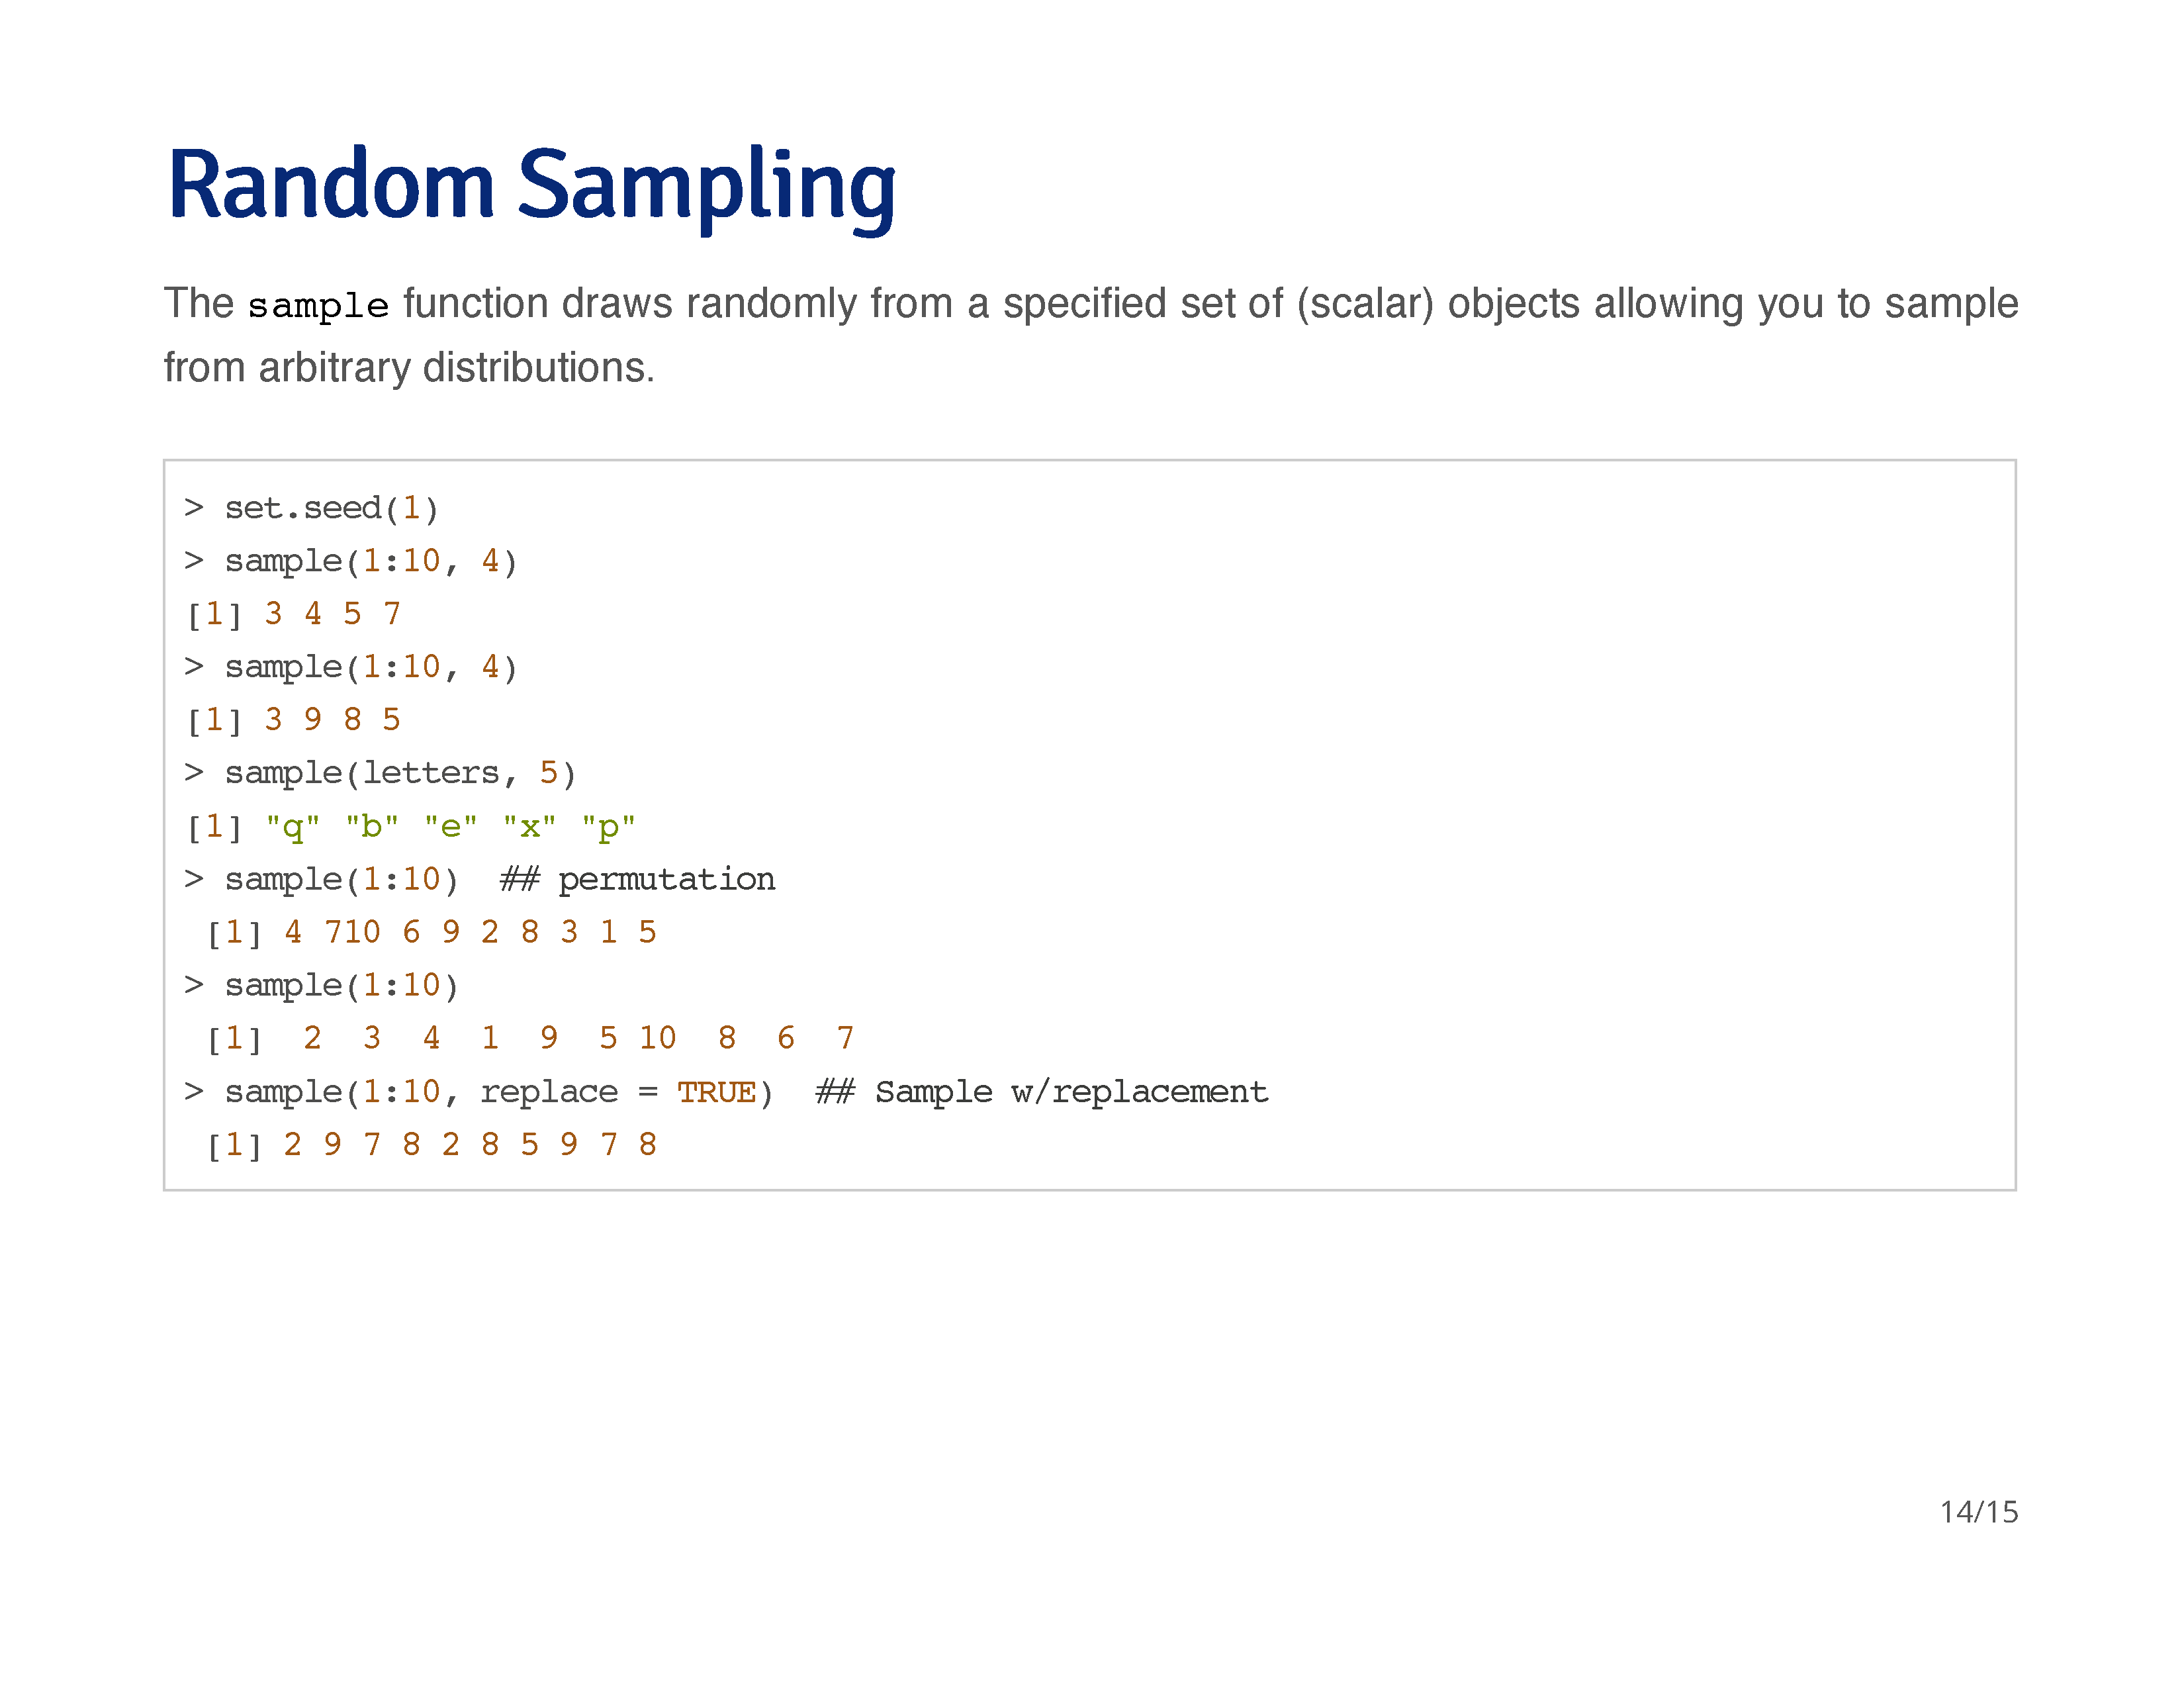 Random Sampling
The sample function draws randomly from a specified set of (scalar) objects allowing you to sample
from arbitrary distributions.
> set.seed(1)
> sample(1:10, 4)
[1] 3 4 5 7
> sample(1:10, 4)
[1] 3 9 8 5
> sample(letters, 5)
[1] "q" "b" "e" "x" "p"
> sample(1:10)  ## permutation
 [1] 4 710 6 9 2 8 3 1 5
> sample(1:10)
 [1]  2  3  4  1  9  5 10  8  6  7
> sample(1:10, replace = TRUE)  ## Sample w/replacement
 [1] 2 9 7 8 2 8 5 9 7 8
14/15